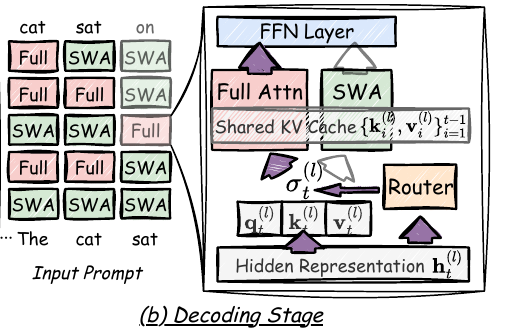 cat sat on
Full SWA SWA
Full Full SWA
SWA SWA Full
Full Full SWA
SWA SWA SWA
... The cat sat
Input Prompt
FFN Layer
Full Attn SWA
Shared KV Cache {k_i^{(l)}, v_i^{(l)}}_{i=1}^{t-1}
σ_t^{(l)} Router
q_t^{(l)} k_t^{(l)} v_t^{(l)}
Hidden Representation h_t^{(l)}
(b) Decoding Stage